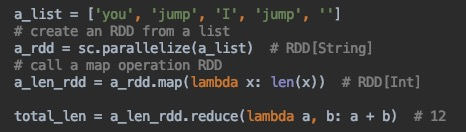 a_list = ['you', 'jump', 'I', 'jump', '']
# create an RDD from a list
a_rdd = sc.parallelize(a_list)  # RDD[String]
# call a map operation RDD
a_len_rdd = a_rdd.map(lambda x: len(x))  # RDD[Int]
total_len = a_len_rdd.reduce(lambda a, b: a + b)  # 12